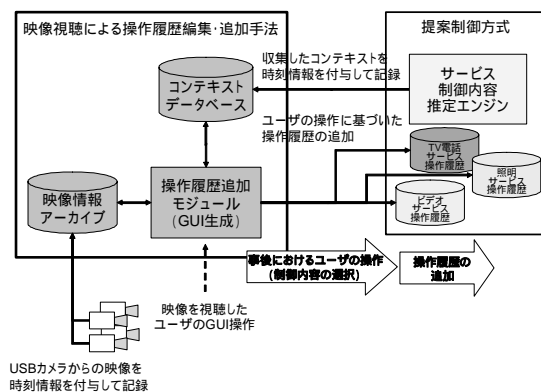 映像視聴による操作履歴編集・追加手法
提案制御方式
収集したコンテキストを
時刻情報を付与して記録
サービス
制御内容
推定エンジン
コンテキスト
データベース
ユーザの操作に基づいた
操作履歴の追加
TV電話
サービス
操作履歴
照明
サービス
操作履歴
ビデオ
サービス
操作履歴
映像情報
アーカイブ
操作履歴追加
モジュール
(GUI生成)
事後におけるユーザの操作
(制御内容の選択)
操作履歴の
追加
映像を視聴した
ユーザのGUI操作
USBカメラからの映像を
時刻情報を付与して記録